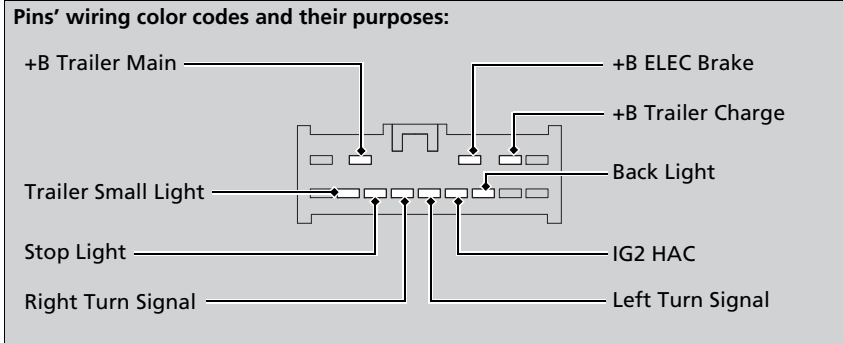 Pins' wiring color codes and their purposes:
+B Trailer Main
+B ELEC Brake
+B Trailer Charge
Back Light
Trailer Small Light
Stop Light
IG2 HAC
Right Turn Signal
Left Turn Signal